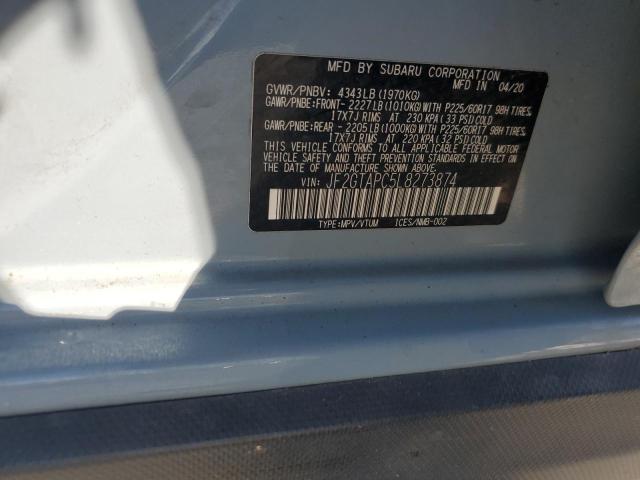 MFD BY SUBARU CORPORATION
MFD IN 04/20
GVWR/PNBV: 4343LB(1970KG)
GAWR/PNBE:FRONT- 2227LB(1010KG)WITH P225/60R17 98H TIRES,
17X7J RIMS AT 230 KPA(33 PSI)COLD
GAWR/PNBE:REAR - 2205LB(1000KG)WITH P225/60R17 98H TIRES,
17X7J RIMS AT 220 KPA(32 PSI)COLD
THIS VEHICLE CONFORMS TO ALL APPLICABLE FEDERAL MOTOR
VEHICLE SAFETY AND THEFT PREVENTION STANDARDS IN EFFECT
ON THE DATE OF MANUFACTURE SHOWN ABOVE.
VIN: JF2GTAPC5L8273874
TYPE:MPV/VTUM ICES/NMB-002